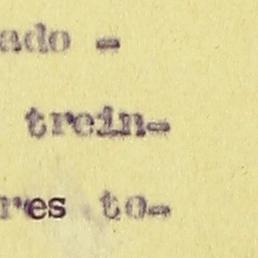 ado -
trein-
res to-